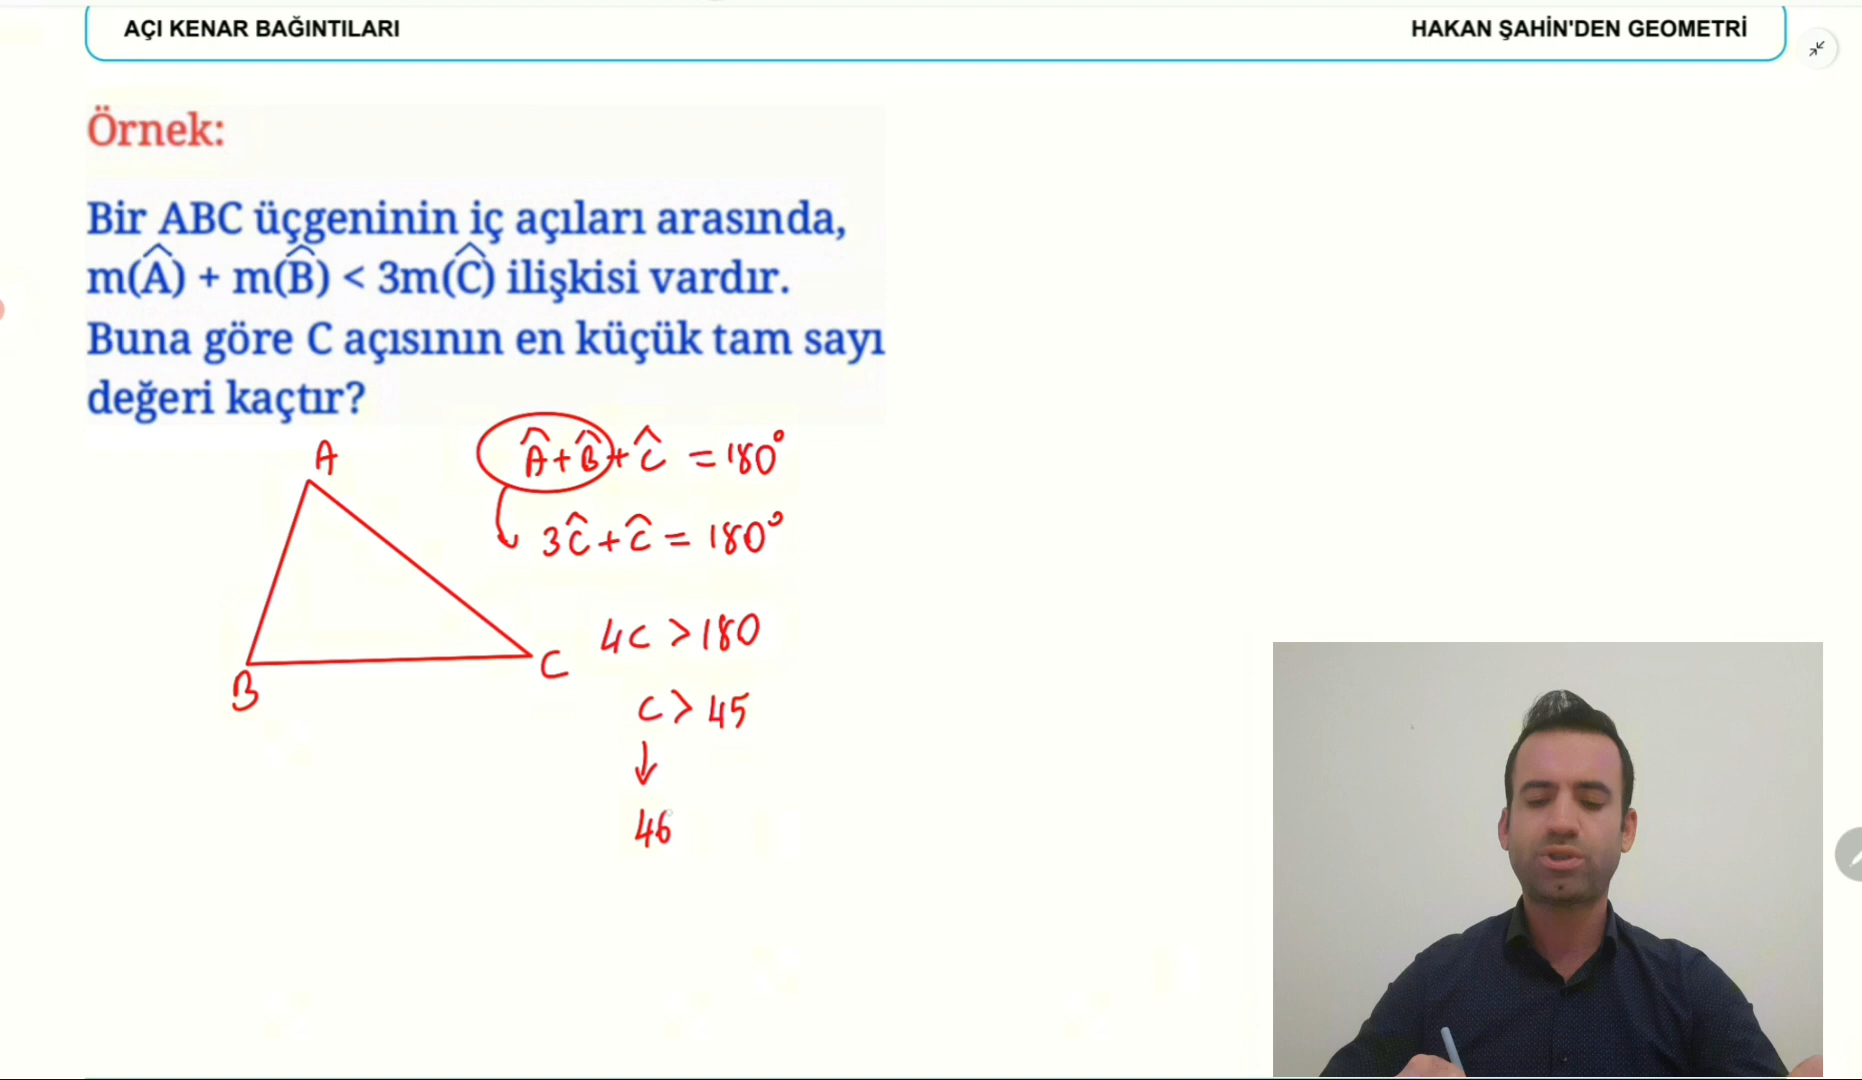 AÇI KENAR BAĞINTILARI
HAKAN ŞAHİN'DEN GEOMETRİ
Örnek:
Bir ABC üçgeninin iç açıları arasında,
m(Â) + m(B̂) < 3m(Ĉ) ilişkisi vardır.
Buna göre C açısının en küçük tam sayı
değeri kaçtır?
A
B
C
Â+B̂+Ĉ = 180°
3Ĉ+Ĉ = 180°
4C > 180
C > 45
↓
46